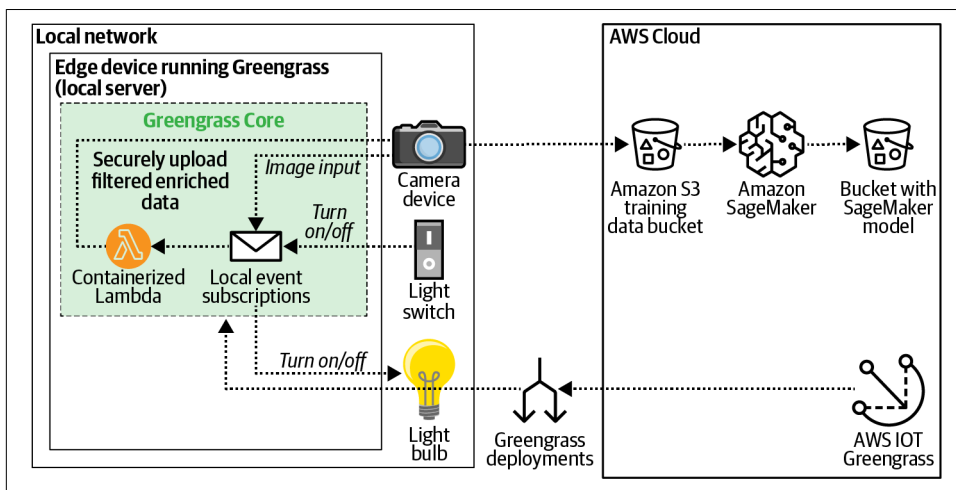 Local network
Edge device running Greengrass
(local server)
Greengrass Core
Securely upload
filtered enriched
data
Image input
Camera
device
Turn
on/off
Containerized
Lambda
Local event
subscriptions
Light
switch
Turn on/off
Light
bulb
Greengrass
deployments
AWS Cloud
Amazon S3
training
data bucket
Amazon
SageMaker
Bucket with
SageMaker
model
AWS IOT
Greengrass